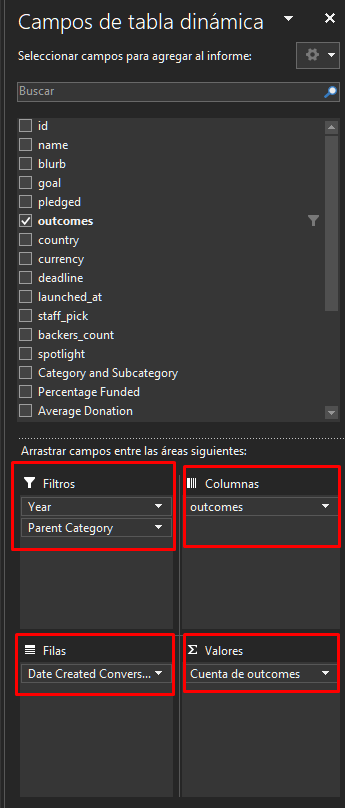 Campos de tabla dinámica
Seleccionar campos para agregar al informe:
Buscar
id
name
blurb
goal
pledged
outcomes
country
currency
deadline
launched_at
staff_pick
backers_count
spotlight
Category and Subcategory
Percentage Funded
Average Donation
Arrastrar campos entre las áreas siguientes:
Filtros
Year
Parent Category
Columnas
outcomes
Filas
Date Created Convers...
Σ Valores
Cuenta de outcomes